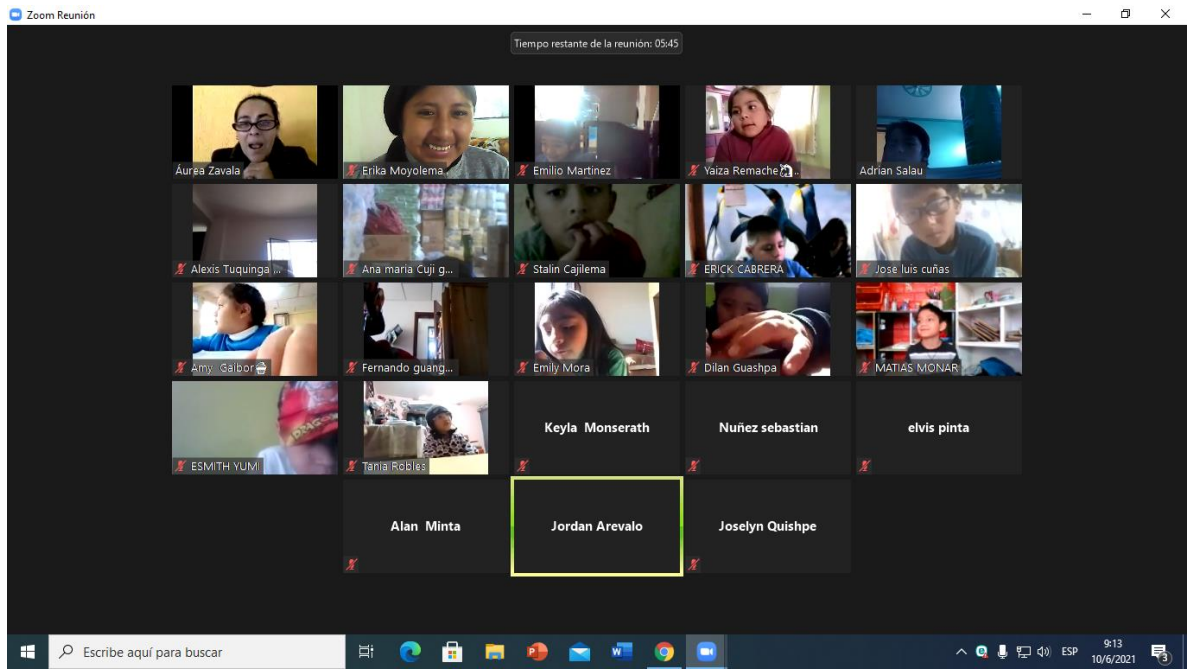 Zoom Reunión
Tiempo restante de la reunión: 05:45
Áurea Zavala
Erika Moyolema
Emilio Martinez
Yaiza Remache
Adrian Salau
Alexis Tuquinga ...
Ana maria Cuji g...
Stalin Cajilema
ERICK CABRERA
Jose luis cuñas
Amy Gaibor
Fernando guang...
Emily Mora
Dilan Guashpa
MATIAS MONAR
ESMITH YUMI
Tania Robles
Keyla Monserath
Nuñez sebastian
elvis pinta
Alan Minta
Jordan Arevalo
Joselyn Quishpe
Escribe aquí para buscar
ESP
9:13
10/6/2021
3